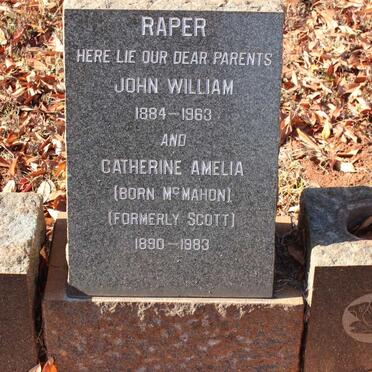 RAPER
HERE LIE OUR DEAR PARENTS
JOHN WILLIAM
1884-1963
AND
CATHERINE AMELIA
(BORN McMAHON)
(FORMERLY SCOTT)
1890-1983